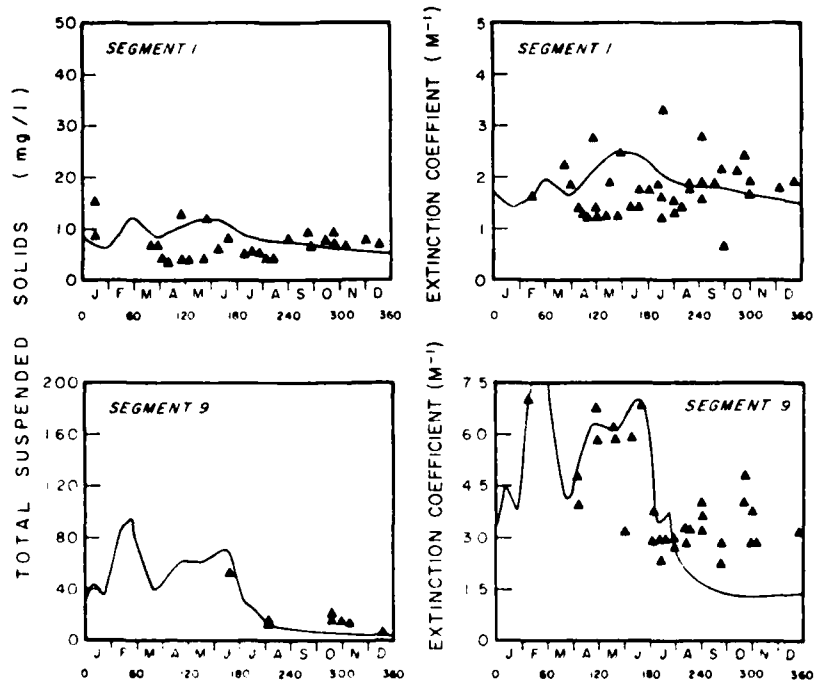 TOTAL SUSPENDED SOLIDS (mg/l)
50
40
30
20
10
0
SEGMENT 1
J F M A M J J A S O N D
0 60 120 180 240 300 360
EXTINCTION COEFFIENT (M⁻¹)
5
4
3
2
1
0
SEGMENT 1
J F M A M J J A S O N D
0 60 120 180 240 300 360
200
160
120
80
40
0
SEGMENT 9
J F M A M J J A S O N D
0 60 120 180 240 300 360
EXTINCTION COEFFICIENT (M⁻¹)
7.5
6.0
4.5
3.0
1.5
0
SEGMENT 9
J F M A M J J A S O N D
0 60 120 180 240 300 360